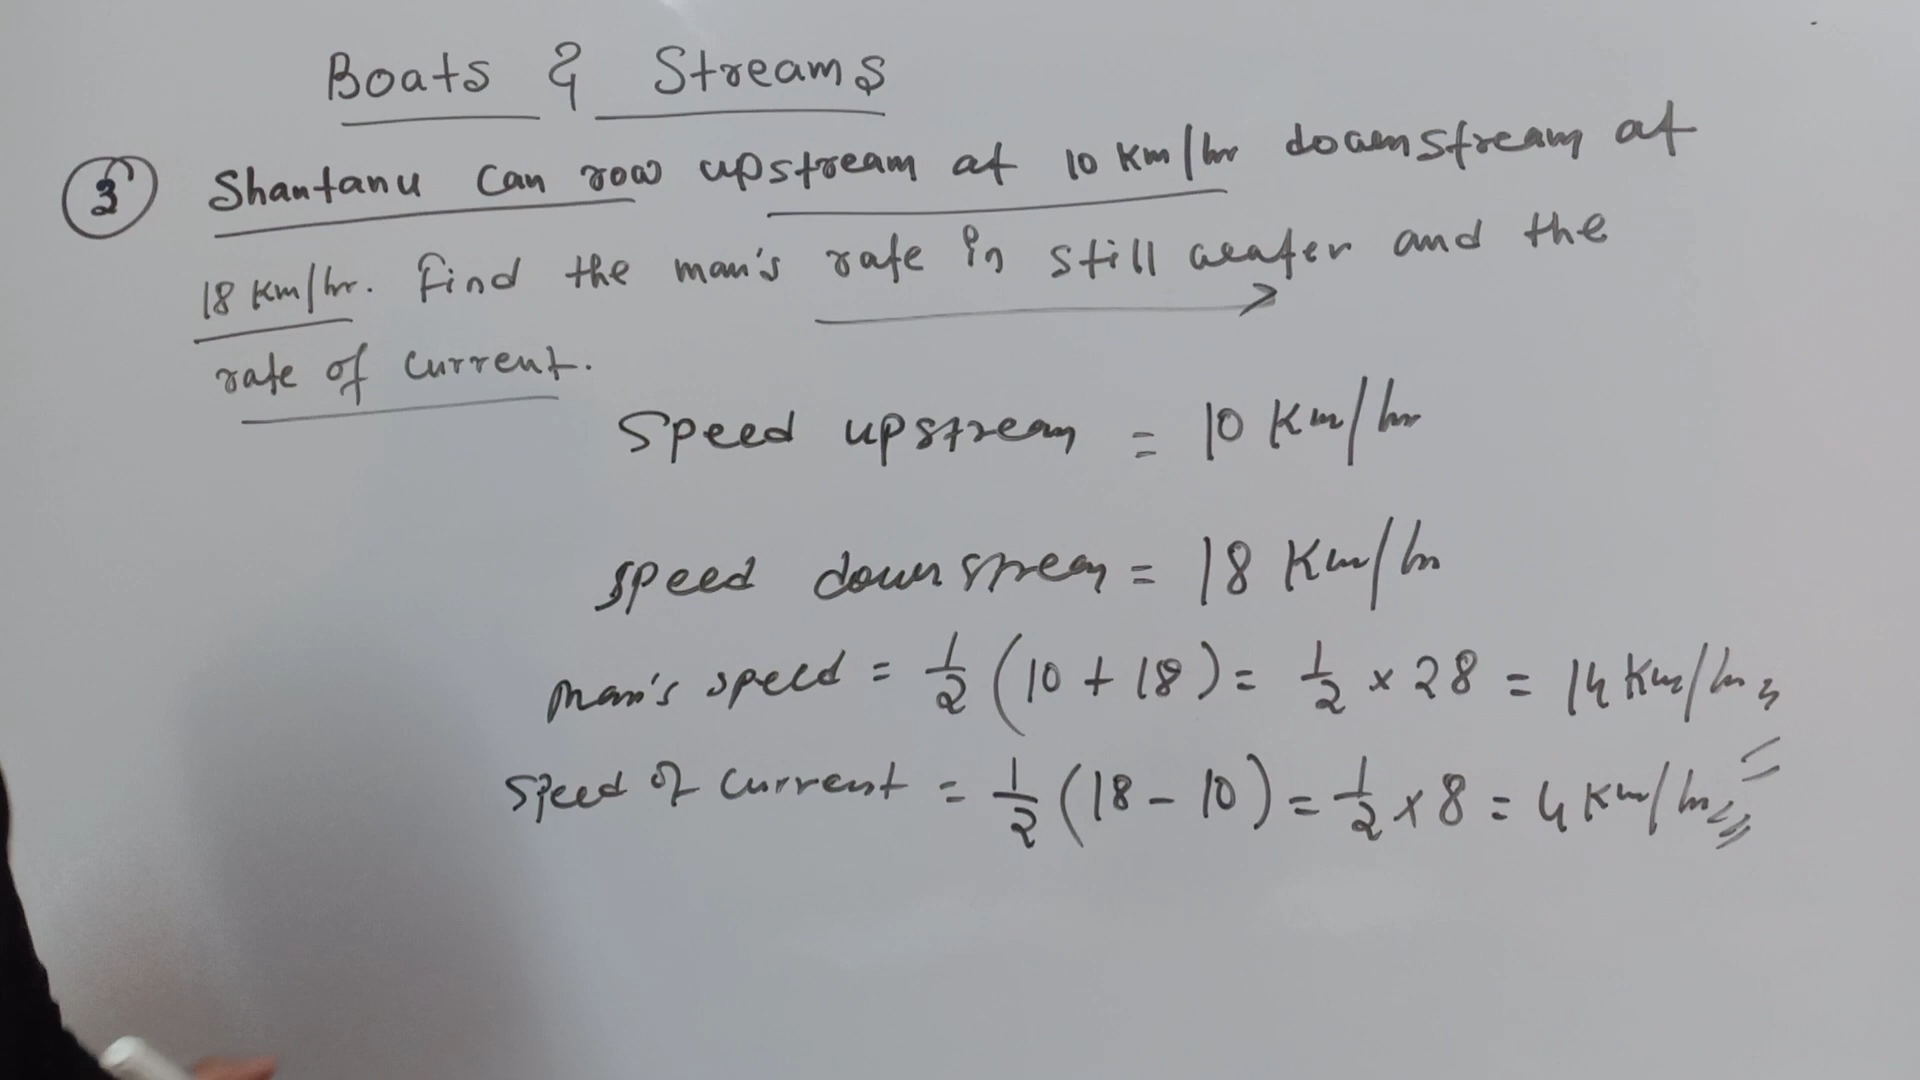 Boats & Streams
3 Shantanu can row upstream at 10 Km/hr downstream at
18 Km/hr. Find the man's rate in still water and the
rate of current.
Speed upstream = 10 Km/hr
speed downstream = 18 Km/hr
Man's speed = 1/2 (10 + 18) = 1/2 × 28 = 14 Km/hr
Speed of current = 1/2 (18 - 10) = 1/2 × 8 = 4 Km/hr